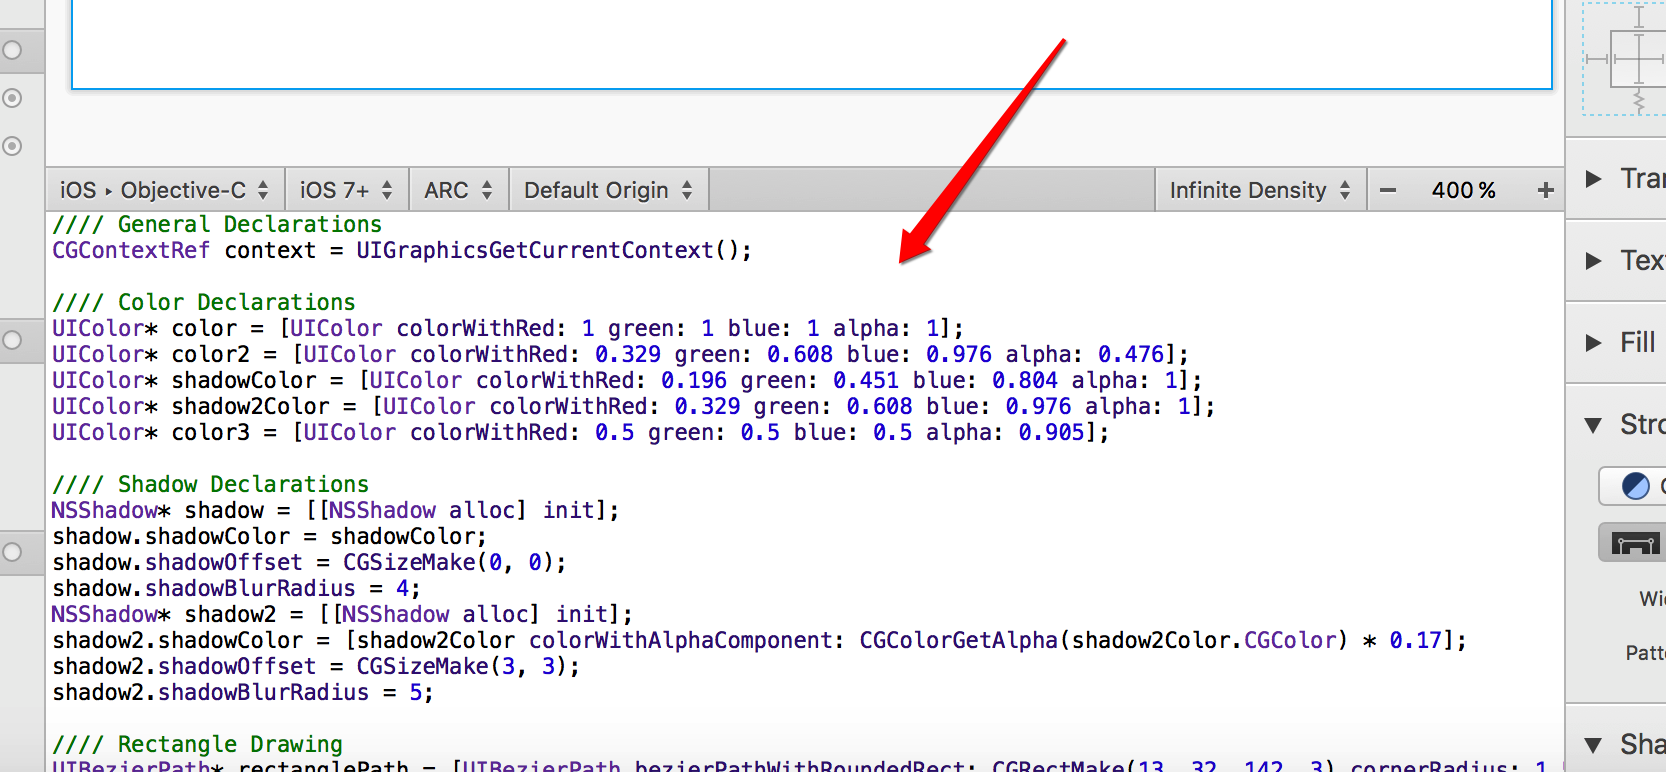 iOS ▸ Objective-C iOS 7+ ARC Default Origin Infinite Density − 400% +
//// General Declarations
CGContextRef context = UIGraphicsGetCurrentContext();
//// Color Declarations
UIColor* color = [UIColor colorWithRed: 1 green: 1 blue: 1 alpha: 1];
UIColor* color2 = [UIColor colorWithRed: 0.329 green: 0.608 blue: 0.976 alpha: 0.476];
UIColor* shadowColor = [UIColor colorWithRed: 0.196 green: 0.451 blue: 0.804 alpha: 1];
UIColor* shadow2Color = [UIColor colorWithRed: 0.329 green: 0.608 blue: 0.976 alpha: 1];
UIColor* color3 = [UIColor colorWithRed: 0.5 green: 0.5 blue: 0.5 alpha: 0.905];
//// Shadow Declarations
NSShadow* shadow = [[NSShadow alloc] init];
shadow.shadowColor = shadowColor;
shadow.shadowOffset = CGSizeMake(0, 0);
shadow.shadowBlurRadius = 4;
NSShadow* shadow2 = [[NSShadow alloc] init];
shadow2.shadowColor = [shadow2Color colorWithAlphaComponent: CGColorGetAlpha(shadow2Color.CGColor) * 0.17];
shadow2.shadowOffset = CGSizeMake(3, 3);
shadow2.shadowBlurRadius = 5;
//// Rectangle Drawing
UIBezierPath* rectanglePath = [UIBezierPath bezierPathWithRoundedRect: CGRectMake(13, 32, 142, 3) cornerRadius: 1
Fill